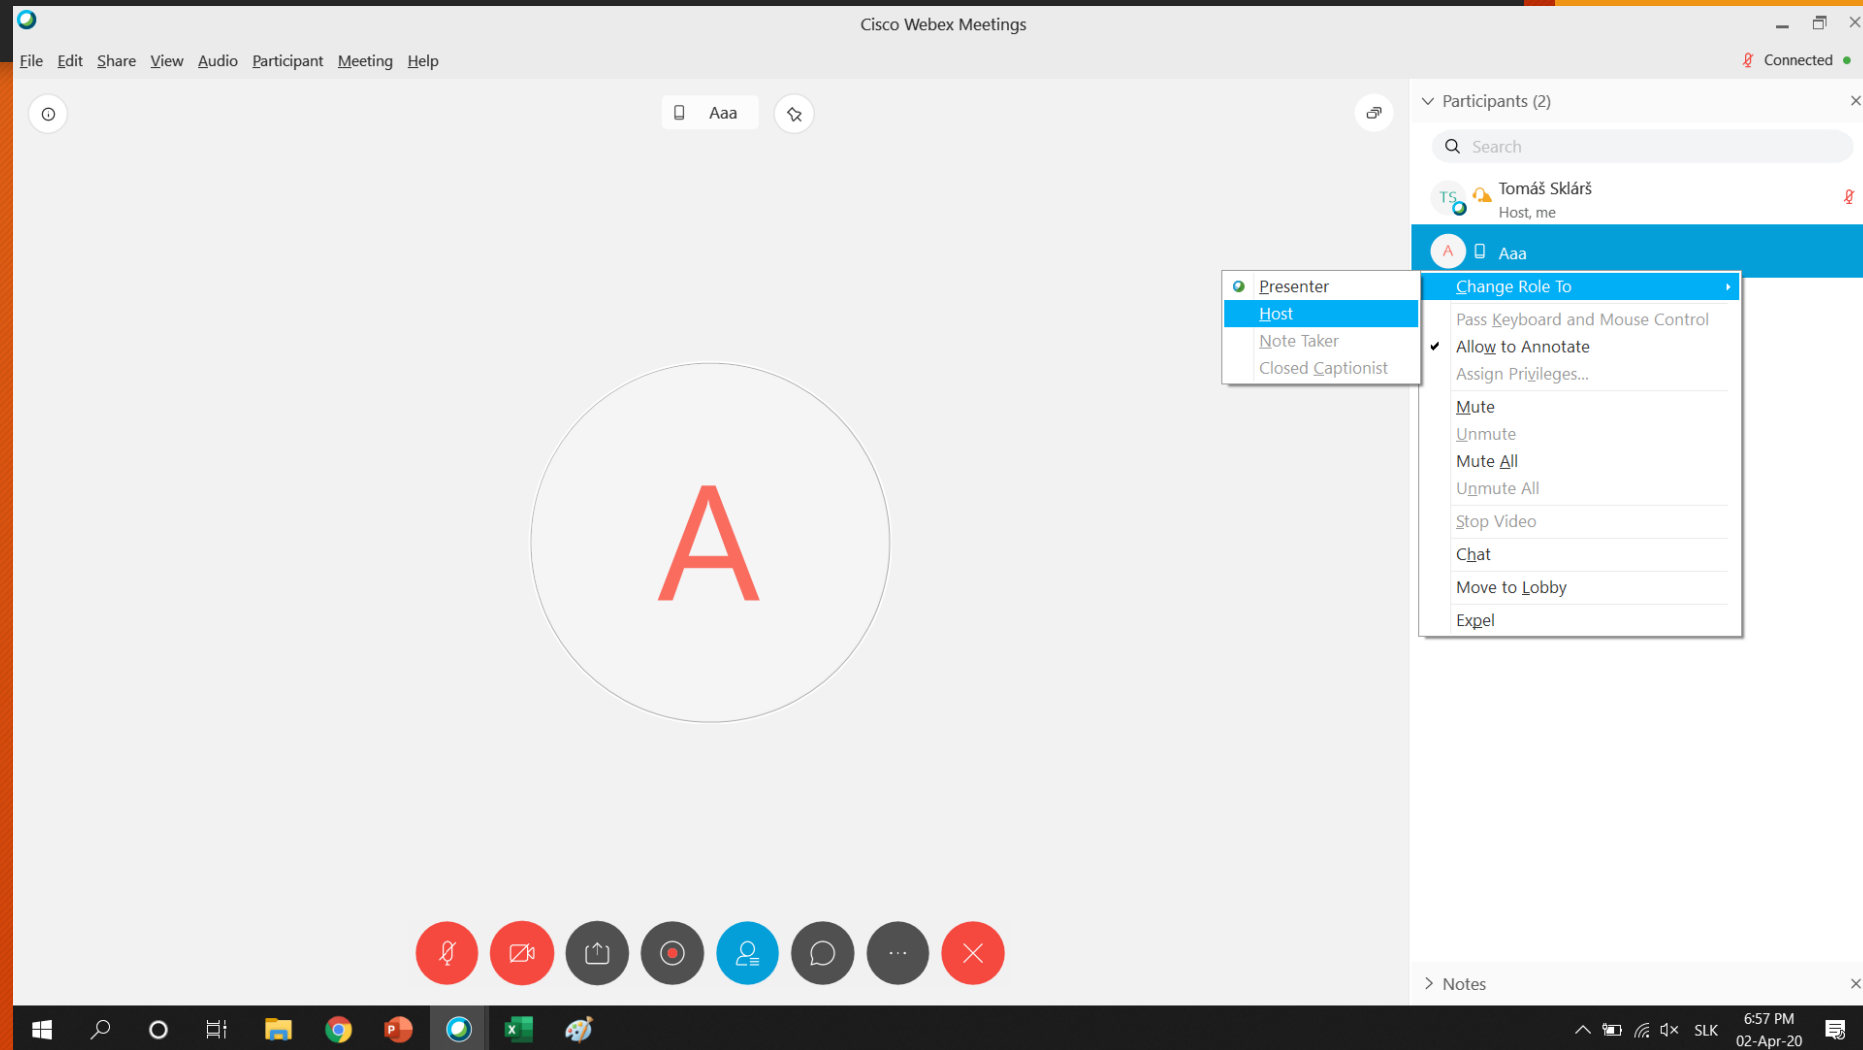 Cisco Webex Meetings
File Edit Share View Audio Participant Meeting Help
Connected
Aaa
Participants (2)
Search
TS
Tomáš Sklárš
Host, me
A
Aaa
Presenter
Host
Note Taker
Closed Captionist
Change Role To
Pass Keyboard and Mouse Control
Allow to Annotate
Assign Privileges...
Mute
Unmute
Mute All
Unmute All
Stop Video
Chat
Move to Lobby
Expel
A
Notes
SLK
6:57 PM
02-Apr-20